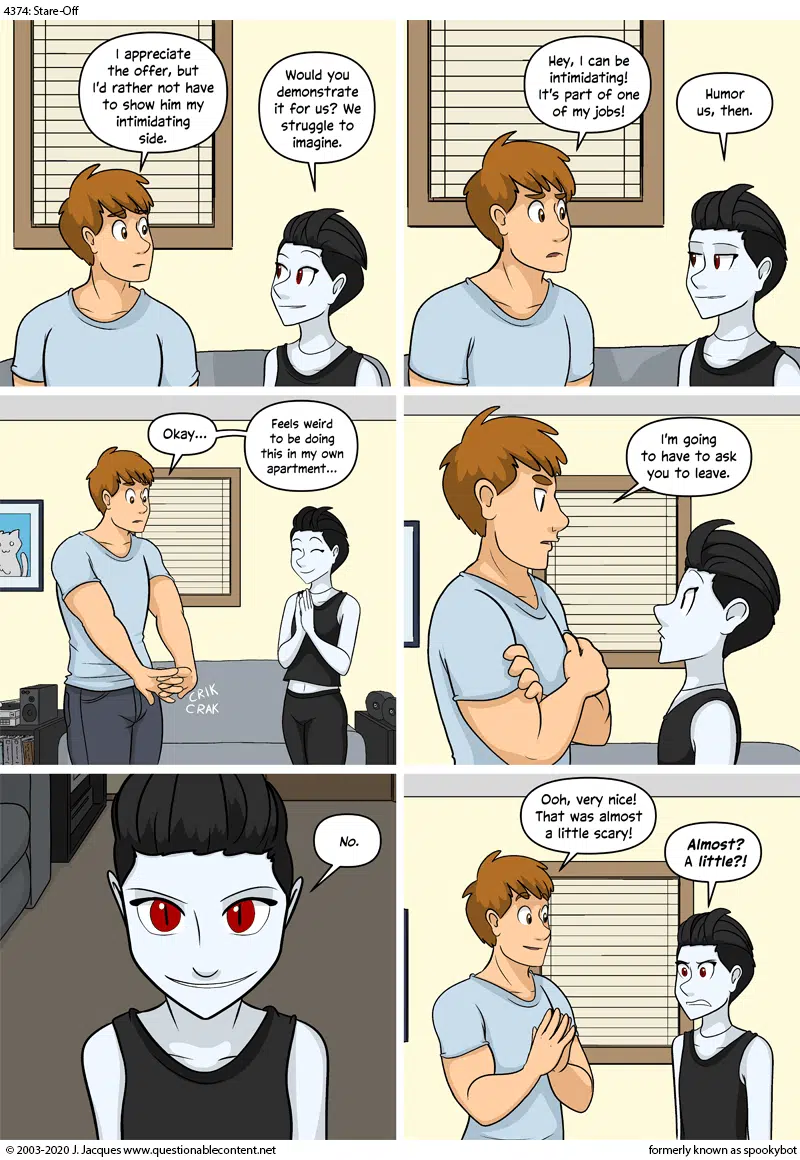 4374: Stare-Off
I appreciate
the offer, but
I'd rather not have
to show him my
intimidating
side.
Would you
demonstrate
it for us? We
struggle to
imagine.
Hey, I can be
intimidating!
It's part of one
of my jobs!
Humor
us, then.
Okay...
Feels weird
to be doing
this in my own
apartment...
CRIK
CRAK
I'm going
to have to ask
you to leave.
No.
Ooh, very nice!
That was almost
a little scary!
Almost?
A little?!
© 2003-2020 J. Jacques www.questionablecontent.net
formerly known as spookybot